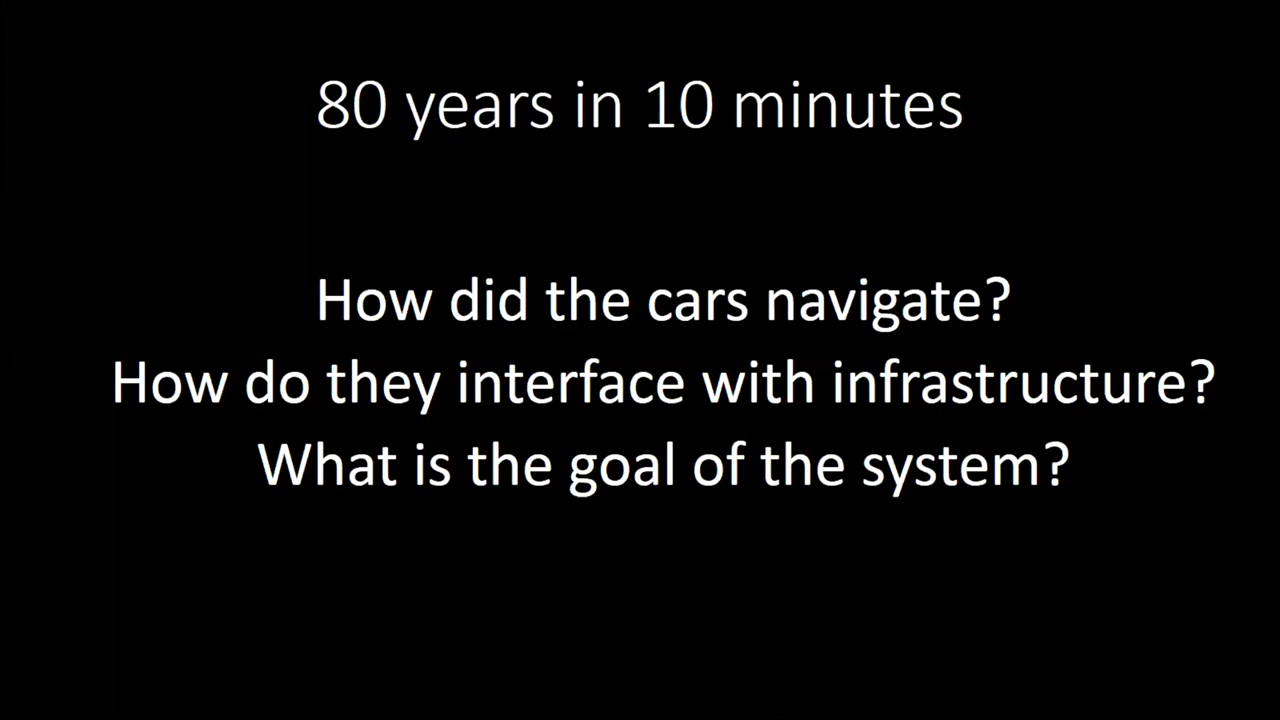 80 years in 10 minutes
How did the cars navigate?
How do they interface with infrastructure?
What is the goal of the system?